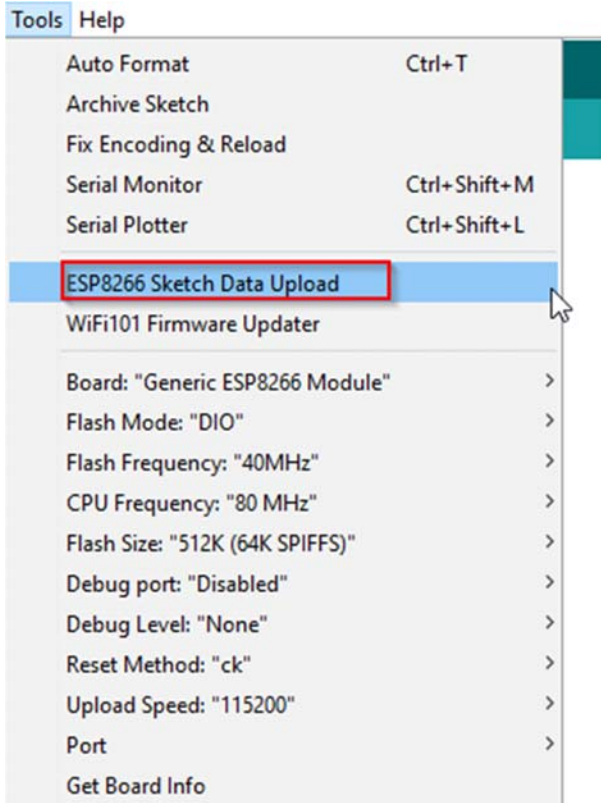 Tools Help
Auto Format Ctrl+T
Archive Sketch
Fix Encoding & Reload
Serial Monitor Ctrl+Shift+M
Serial Plotter Ctrl+Shift+L
ESP8266 Sketch Data Upload
WiFi101 Firmware Updater
Board: "Generic ESP8266 Module"
Flash Mode: "DIO"
Flash Frequency: "40MHz"
CPU Frequency: "80 MHz"
Flash Size: "512K (64K SPIFFS)"
Debug port: "Disabled"
Debug Level: "None"
Reset Method: "ck"
Upload Speed: "115200"
Port
Get Board Info